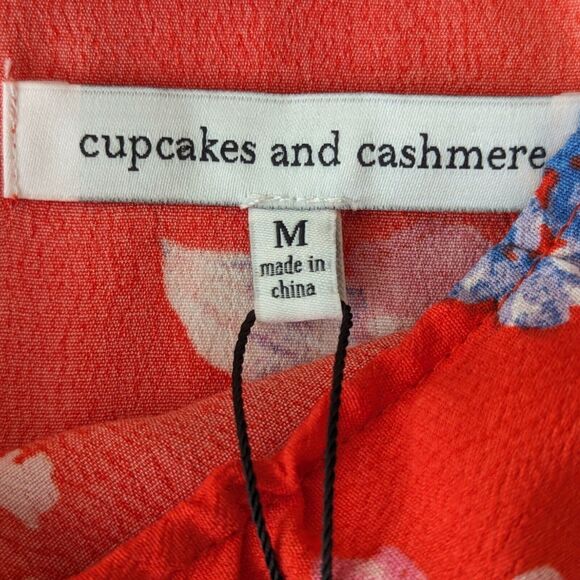 cupcakes and cashmere
M
made in
china